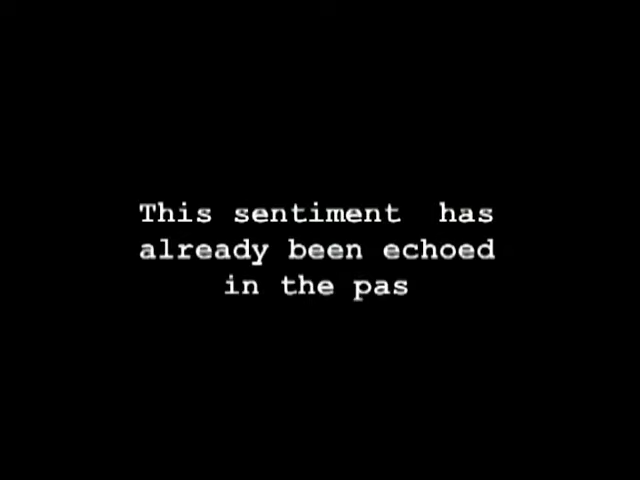 This sentiment  has
already been echoed
in the pas